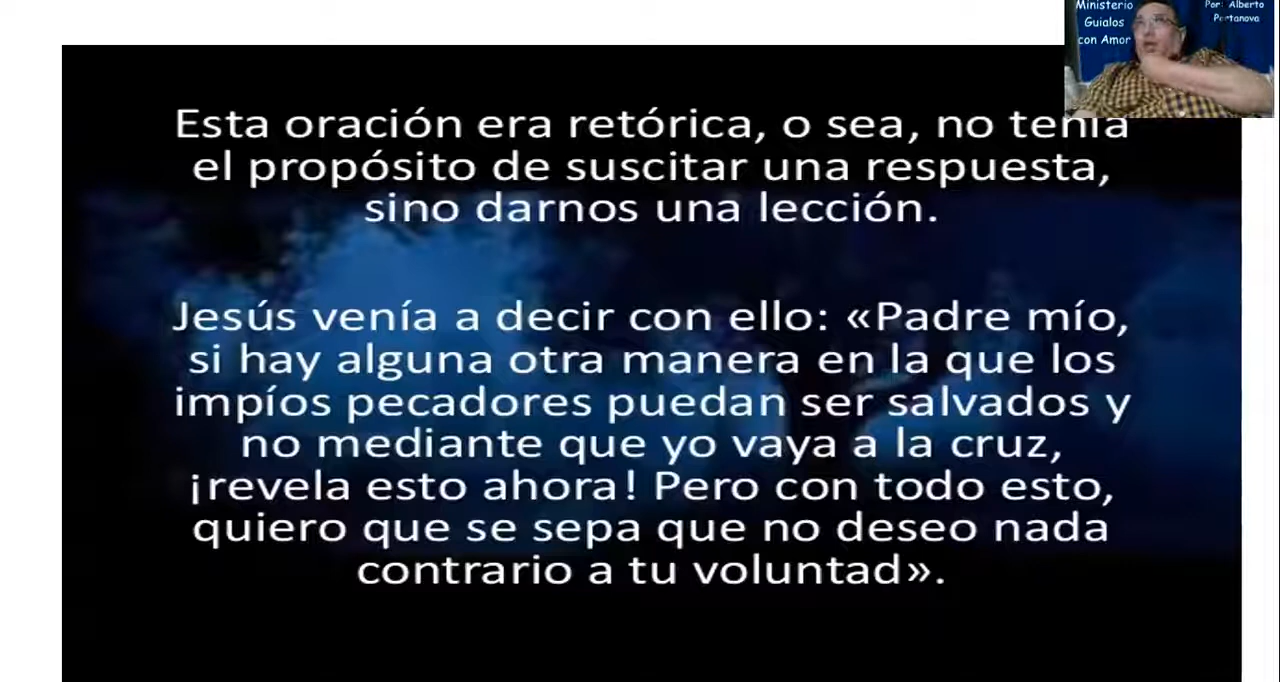 Ministerio
Guialos
con Amor
Por: Alberto
Portanova
Esta oración era retórica, o sea, no tenía
el propósito de suscitar una respuesta,
sino darnos una lección.
Jesús venía a decir con ello: «Padre mío,
si hay alguna otra manera en la que los
impíos pecadores puedan ser salvados y
no mediante que yo vaya a la cruz,
¡revela esto ahora! Pero con todo esto,
quiero que se sepa que no deseo nada
contrario a tu voluntad».